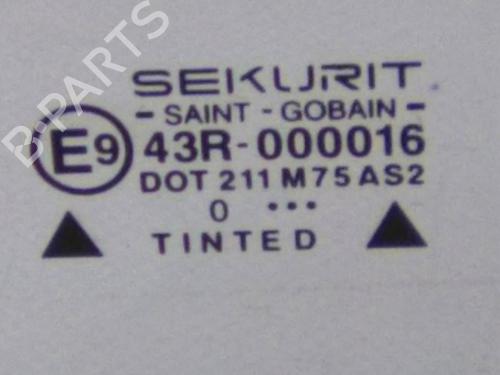 SEKURIT
- SAINT - GOBAIN -
E9 43R-000016
DOT 211 M75 AS2
0 •••
TINTED
B-PARTS